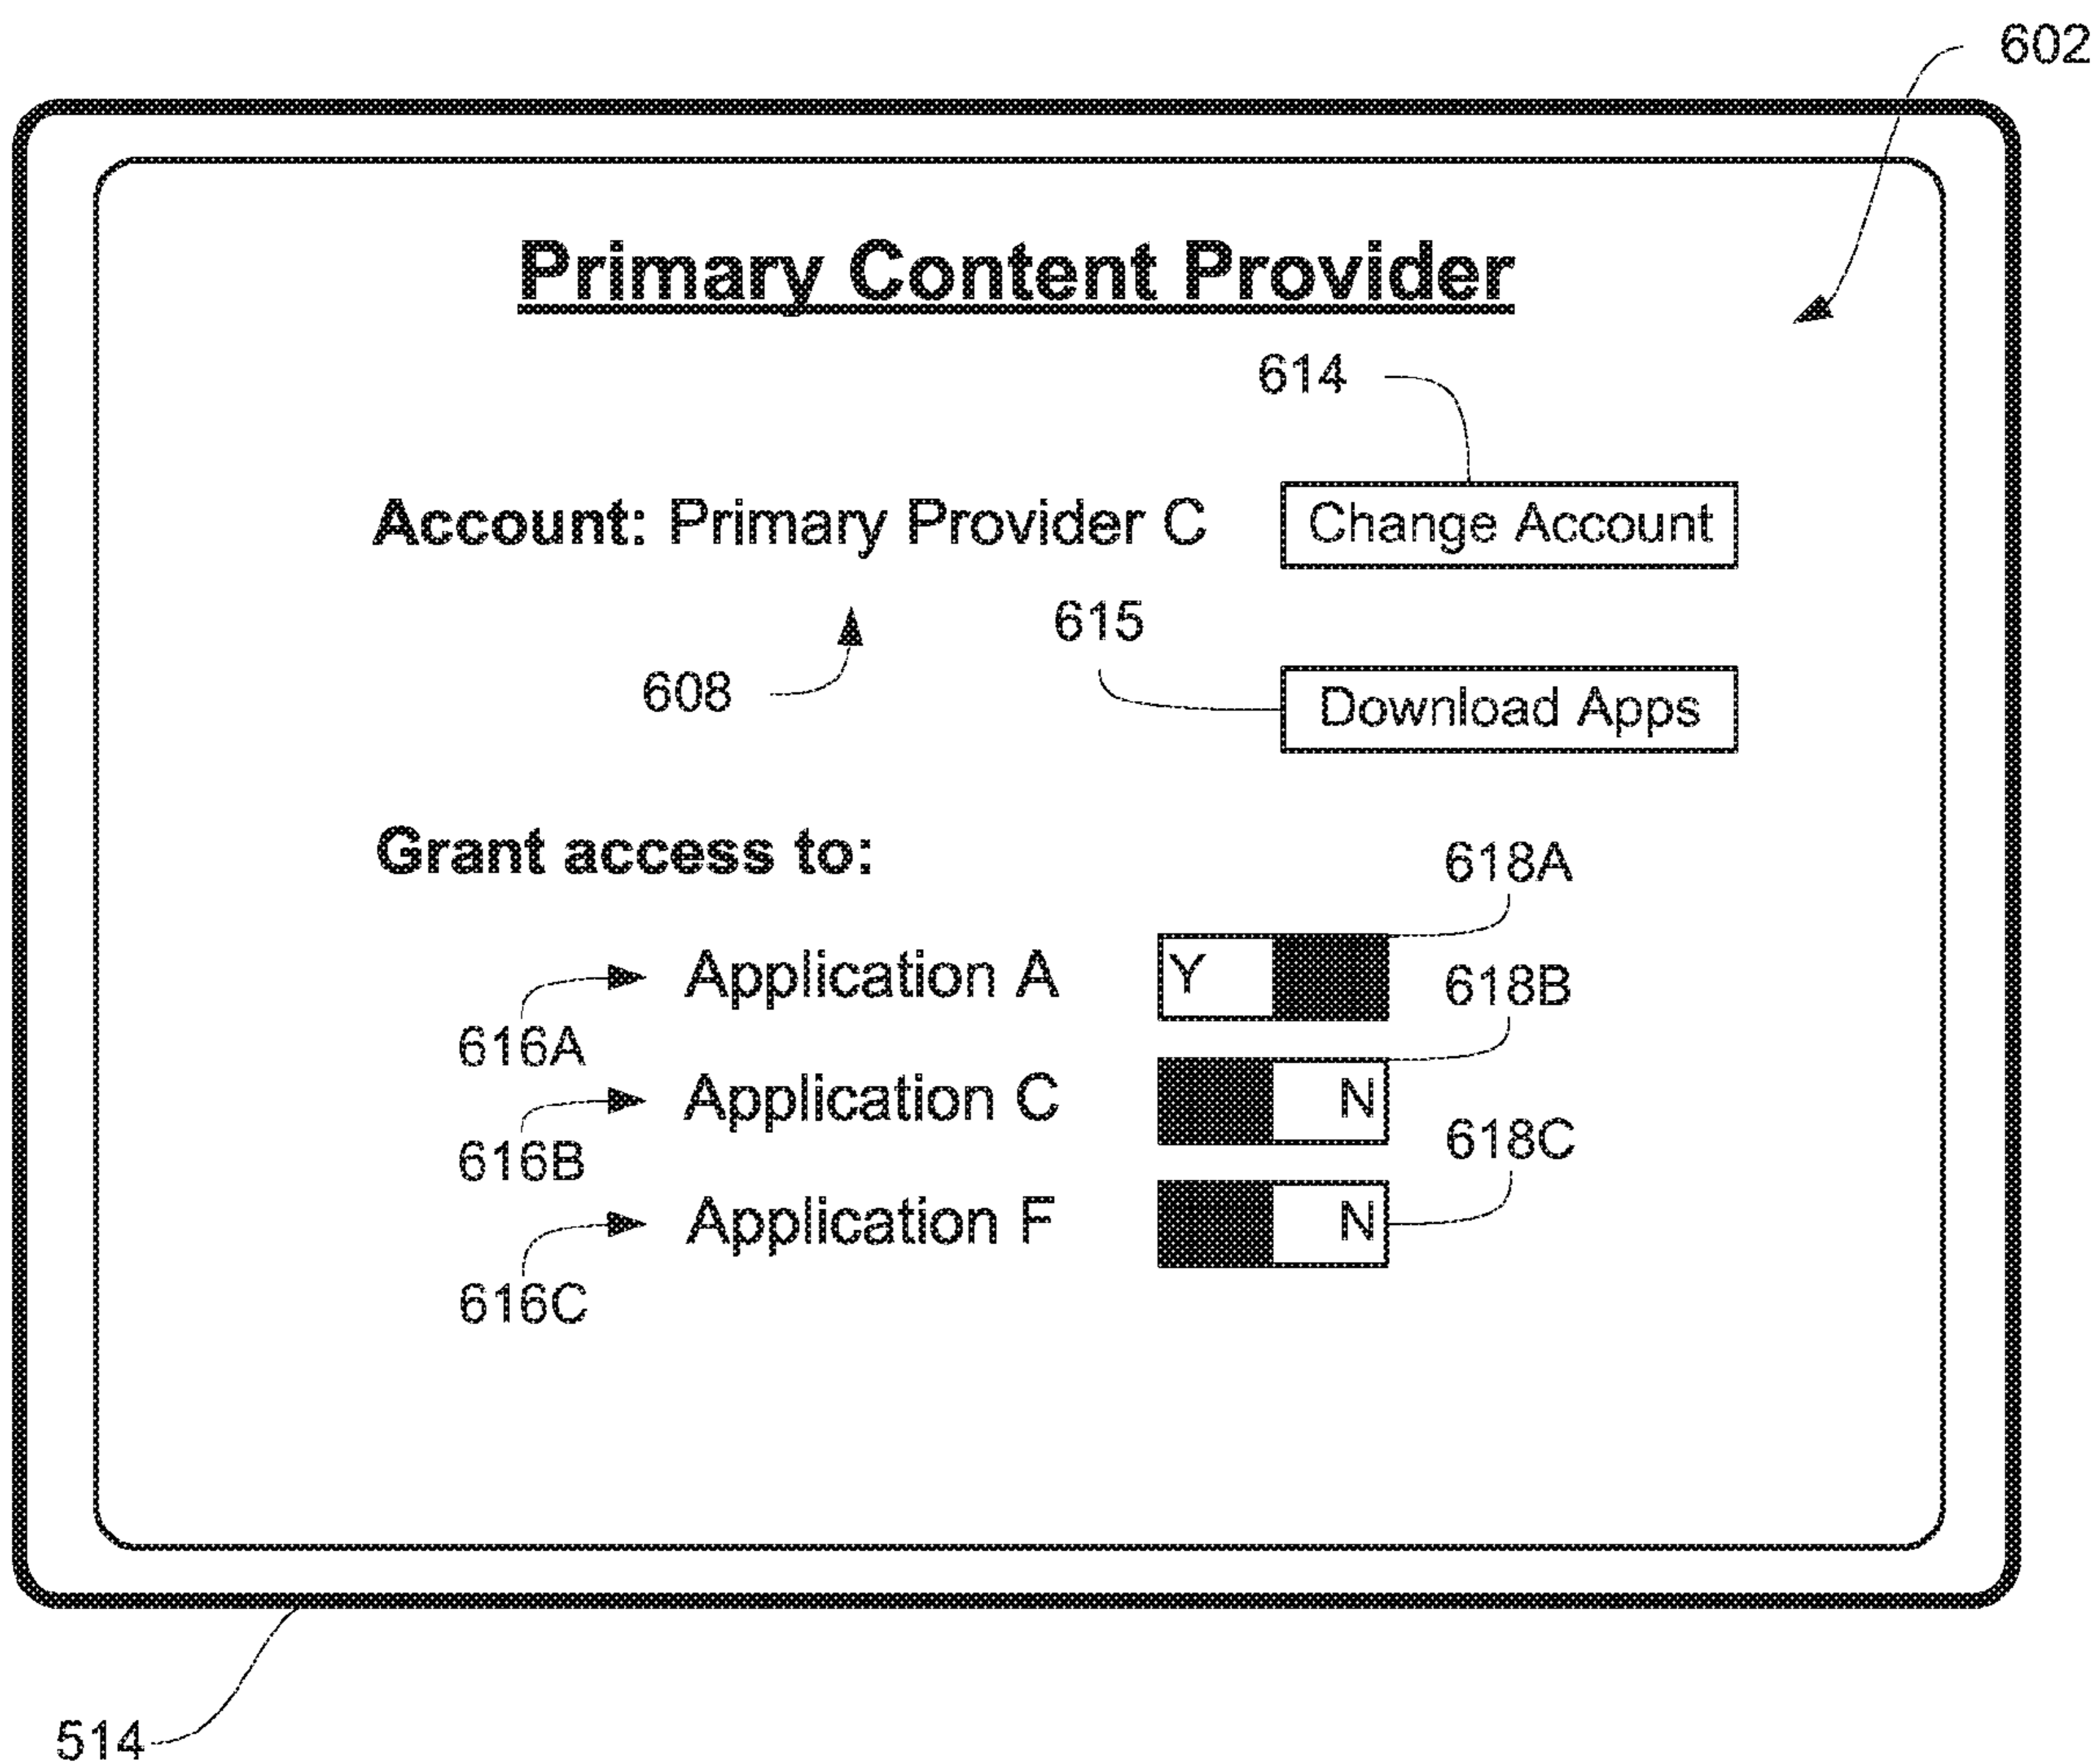 602
Primary Content Provider
614
Account: Primary Provider C
Change Account
615
608
Download Apps
Grant access to:
618A
Application A
Y
618B
616A
Application C
N
618C
616B
Application F
N
616C
514